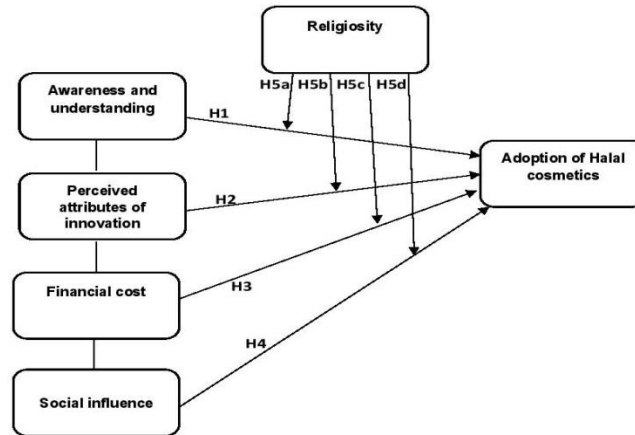 Religiosity
H5a H5b H5c H5d
Awareness and
understanding
H1
Adoption of Halal
cosmetics
Perceived
attributes of
innovation
H2
Financial cost
H3
H4
Social influence